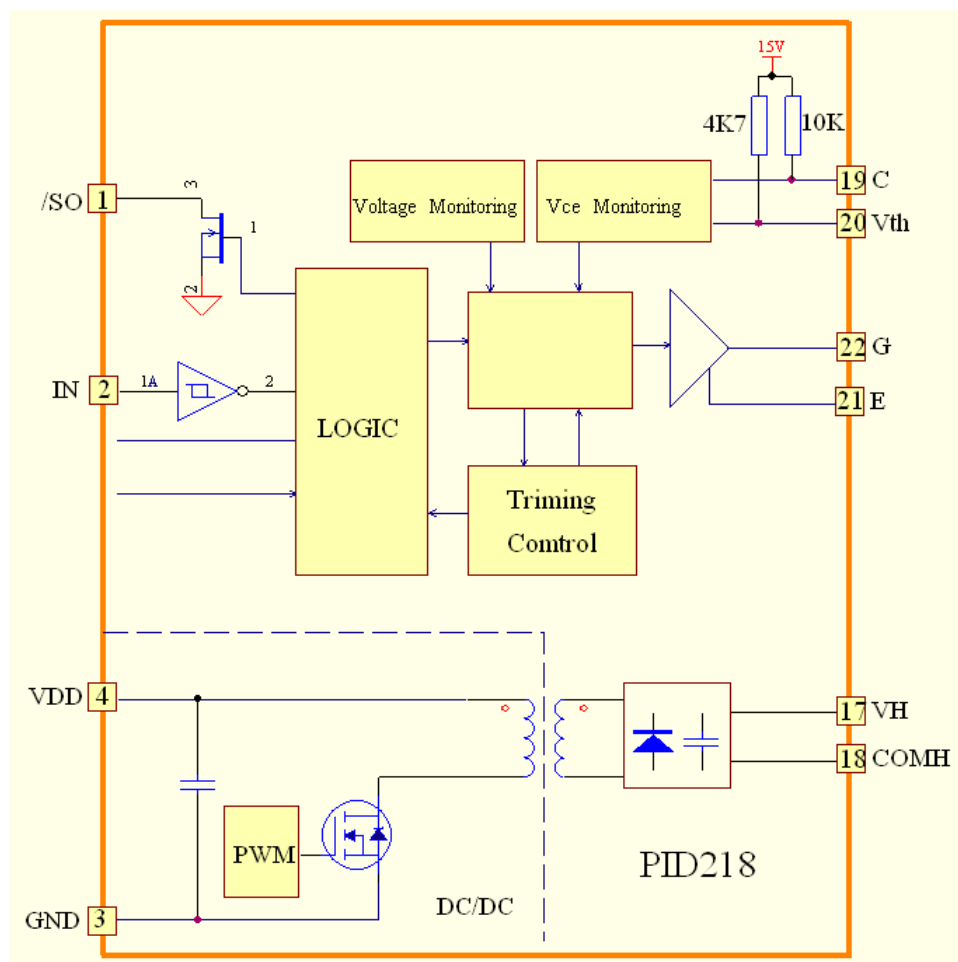 15V
4K7
10K
/SO
1
3
1
2
Voltage Monitoring
Vce Monitoring
19
C
20
Vth
IN
2
1A
2
LOGIC
22
G
21
E
Triming
Comtrol
VDD
4
17
VH
18
COMH
PWM
PID218
DC/DC
GND
3